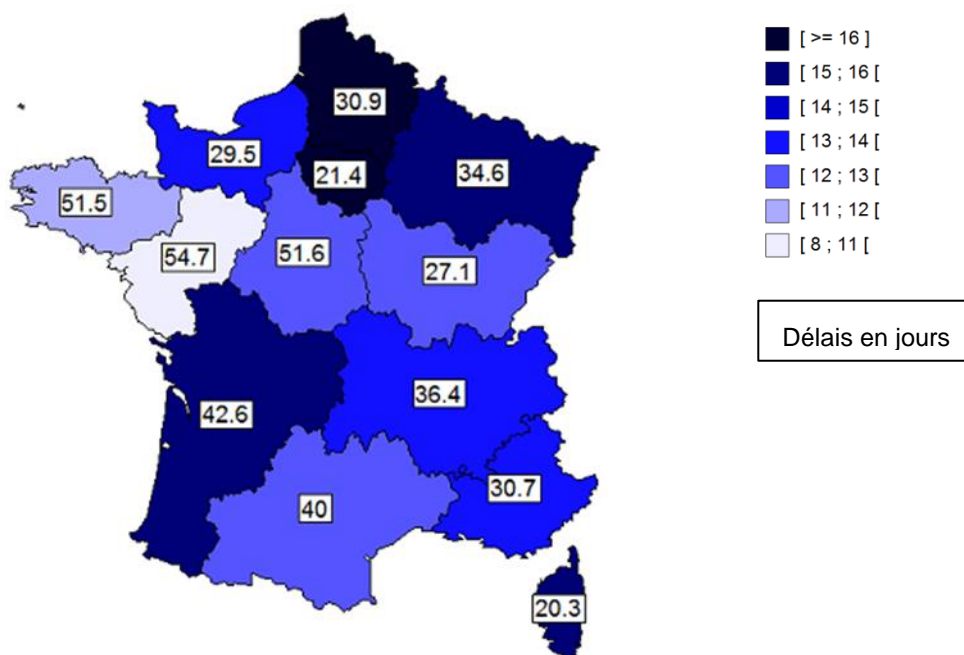 30.9
29.5
21.4
34.6
51.5
54.7
51.6
27.1
36.4
42.6
30.7
40
20.3
[ >= 16 ]
[ 15 ; 16 [
[ 14 ; 15 [
[ 13 ; 14 [
[ 12 ; 13 [
[ 11 ; 12 [
[ 8 ; 11 [
Délais en jours